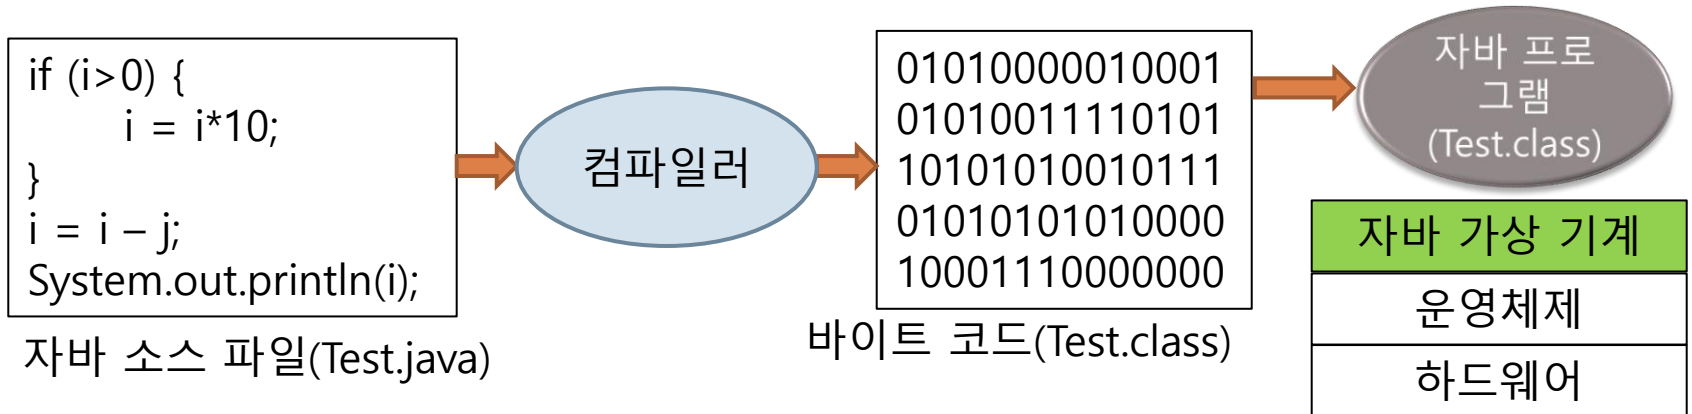 if (i>0) {
i = i*10;
}
i = i – j;
System.out.println(i);
자바 소스 파일(Test.java)
컴파일러
01010000010001
01010011110101
10101010010111
01010101010000
10001110000000
바이트 코드(Test.class)
자바 프로
그램
(Test.class)
자바 가상 기계
운영체제
하드웨어